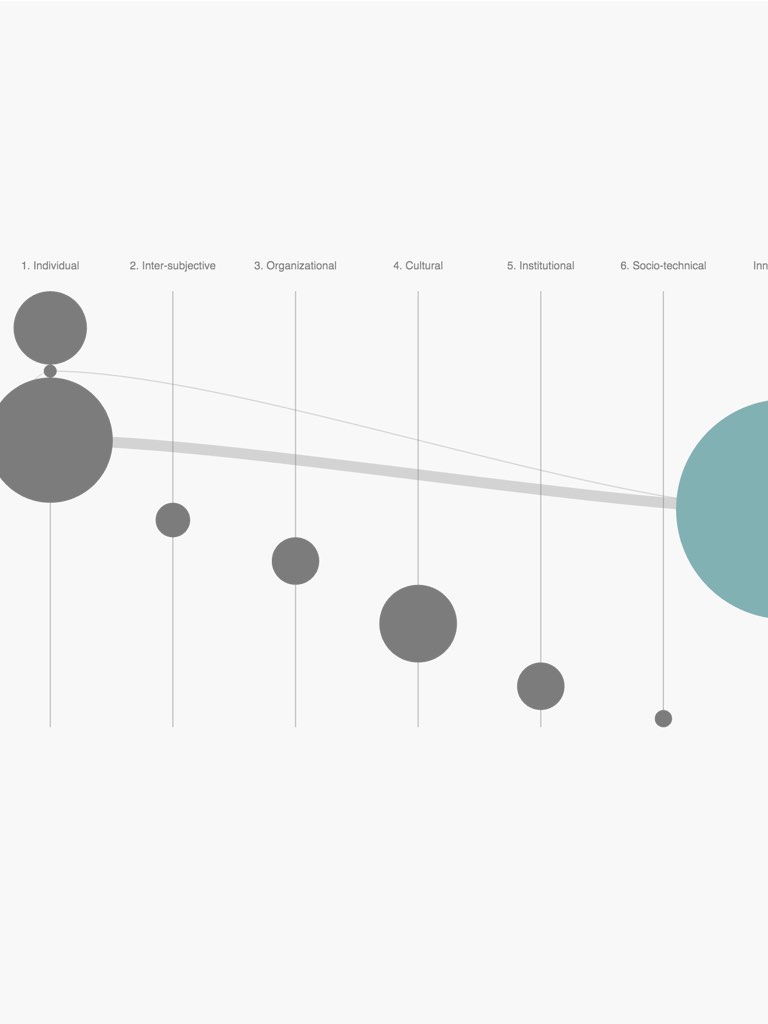 1. Individual
2. Inter-subjective
3. Organizational
4. Cultural
5. Institutional
6. Socio-technical